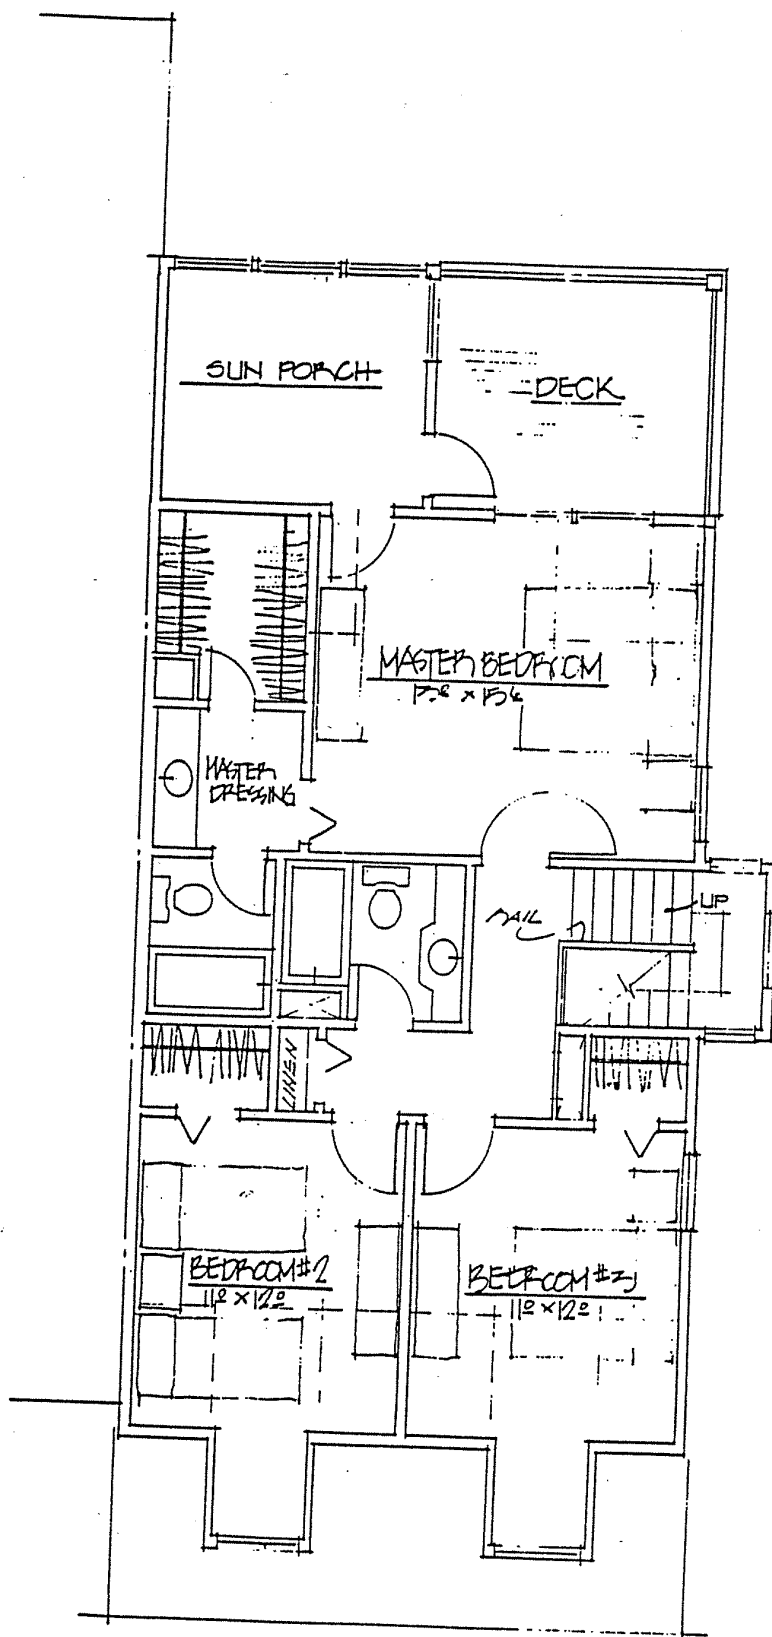 SUN PORCH
DECK
MASTER BEDROOM
MASTER
DRESSING
UP
RAIL
LINEN
BEDROOM #2
11⁰ × 12⁰
BEDROOM #3
11⁰ × 12⁰